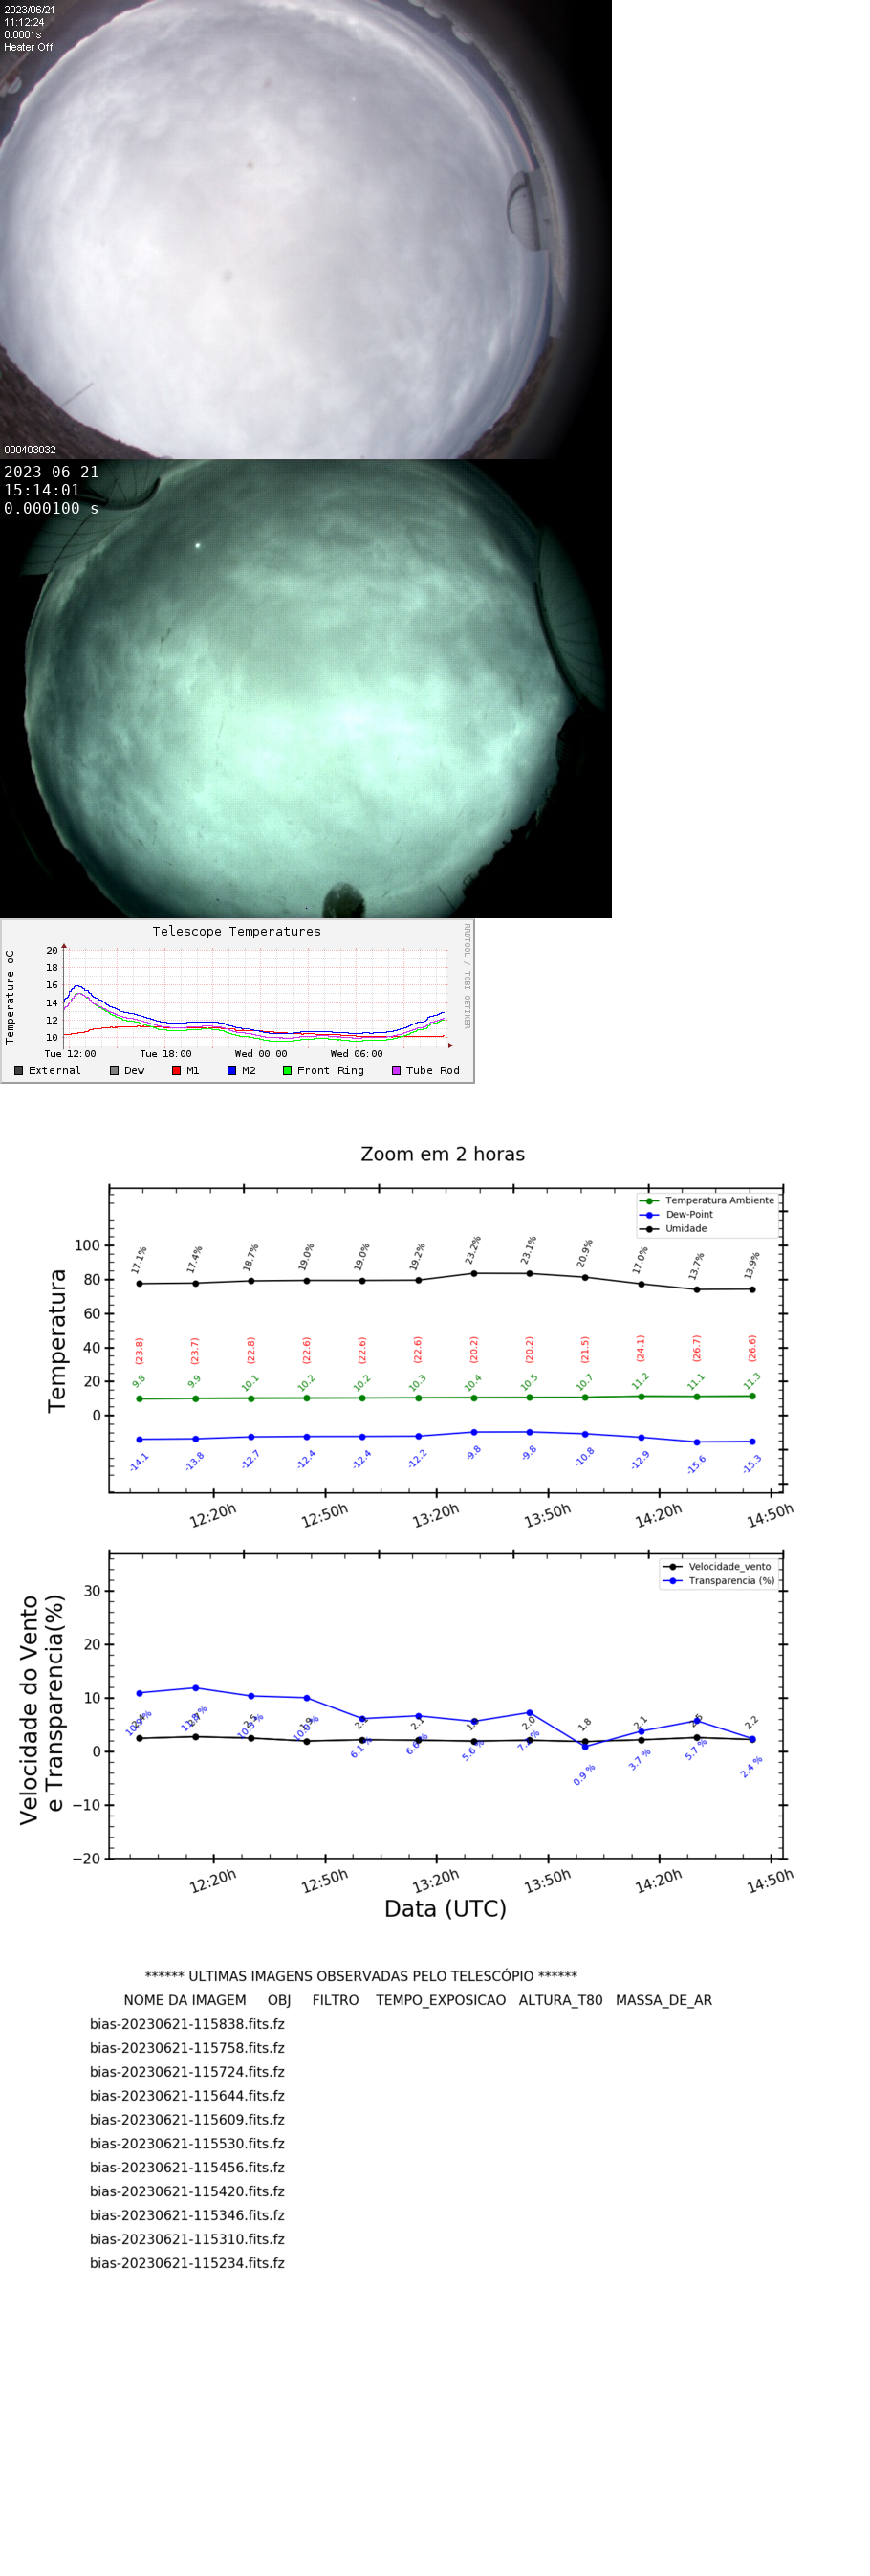 2023/06/21
11:12:24
0.0001s
Heater Off
000403032
2023-06-21
15:14:01
0.000100 s
Telescope Temperatures
RRDTOOL / TOBI OETIKER
Temperature oC
20
18
16
14
12
10
Tue 12:00 Tue 18:00 Wed 00:00 Wed 06:00
External Dew M1 M2 Front Ring Tube Rod
Zoom em 2 horas
Temperatura Ambiente
Dew-Point
Umidade
Temperatura
100
80
60
40
20
0
17.1% 17.4% 18.7% 19.0% 19.0% 19.2% 23.2% 23.1% 20.9% 17.0% 13.7% 13.9%
(23.8) (23.7) (22.8) (22.6) (22.6) (22.6) (20.2) (20.2) (21.5) (24.1) (26.7) (26.6)
9.8 9.9 10.1 10.2 10.2 10.3 10.4 10.5 10.7 11.2 11.1 11.3
-14.1 -13.8 -12.7 -12.4 -12.4 -12.2 -9.8 -9.8 -10.8 -12.9 -15.6 -15.3
12:20h 12:50h 13:20h 13:50h 14:20h 14:50h
Velocidade_vento
Transparencia (%)
Velocidade do Vento
e Transparencia(%)
30
20
10
0
−10
−20
2.1 2.0 1.8 2.1 2.2
6.1 % 5.6 % 0.9 % 3.7 % 5.7 % 2.4 %
12:20h 12:50h 13:20h 13:50h 14:20h 14:50h
Data (UTC)
****** ULTIMAS IMAGENS OBSERVADAS PELO TELESCÓPIO ******
NOME DA IMAGEM OBJ FILTRO TEMPO_EXPOSICAO ALTURA_T80 MASSA_DE_AR
bias-20230621-115838.fits.fz
bias-20230621-115758.fits.fz
bias-20230621-115724.fits.fz
bias-20230621-115644.fits.fz
bias-20230621-115609.fits.fz
bias-20230621-115530.fits.fz
bias-20230621-115456.fits.fz
bias-20230621-115420.fits.fz
bias-20230621-115346.fits.fz
bias-20230621-115310.fits.fz
bias-20230621-115234.fits.fz